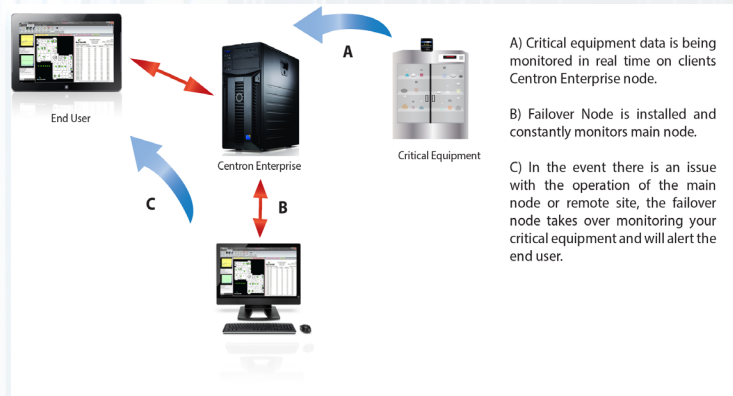 A
A) Critical equipment data is being
monitored in real time on clients
Centron Enterprise node.
End User
B) Failover Node is installed and
constantly monitors main node.
Critical Equipment
Centron Enterprise
C) In the event there is an issue
with the operation of the main
node or remote site, the failover
node takes over monitoring your
critical equipment and will alert the
end user.
C
B